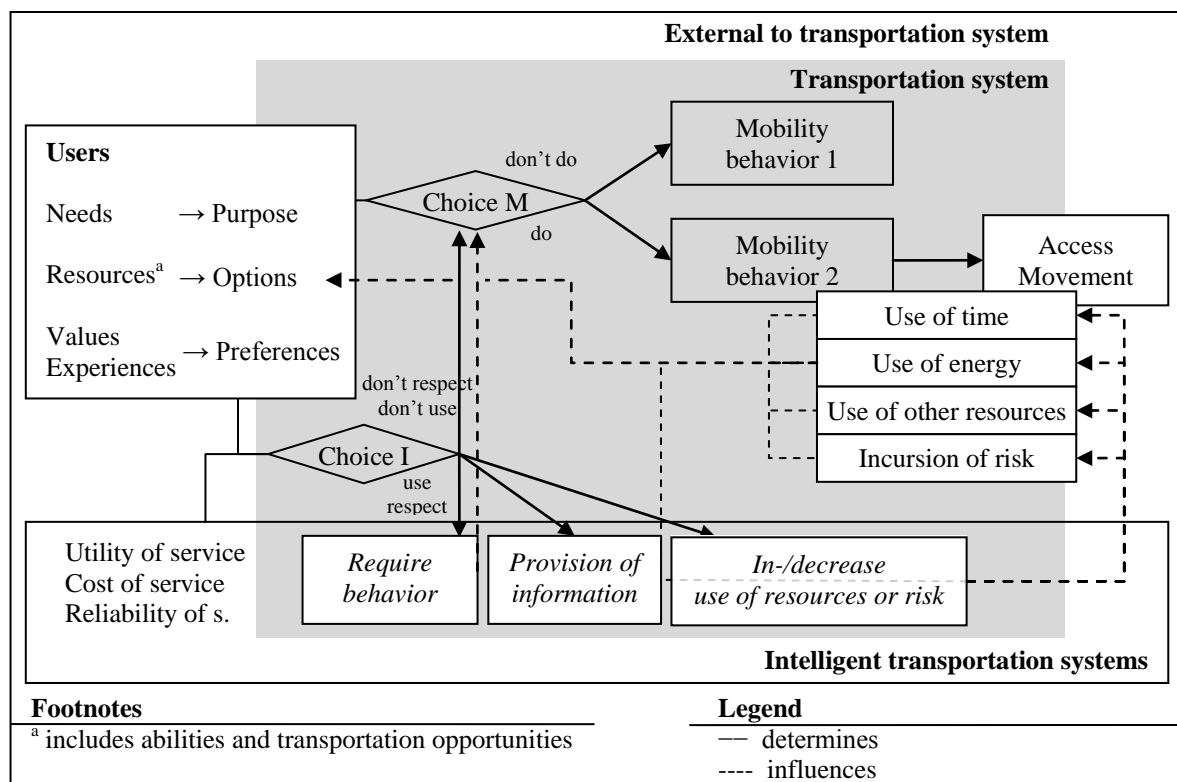 External to transportation system
Transportation system
Users
Needs → Purpose
Resourcesᵃ → Options
Values
Experiences → Preferences
don't do
Choice M
do
Mobility
behavior 1
Mobility
behavior 2
Access
Movement
Use of time
Use of energy
Use of other resources
Incursion of risk
don't respect
don't use
Choice I
use
respect
Utility of service
Cost of service
Reliability of s.
Require
behavior
Provision of
information
In-/decrease
use of resources or risk
Intelligent transportation systems
Footnotes
ᵃ includes abilities and transportation opportunities
Legend
── determines
---- influences